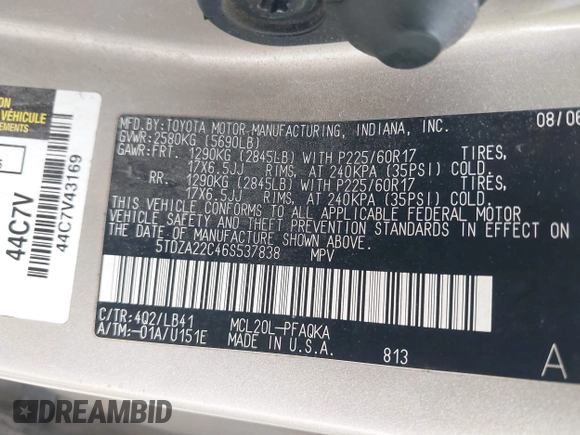 ION
VÉHICULE
EMENTS
44C7V
44C7V43169
MFD.BY:TOYOTA MOTOR MANUFACTURING, INDIANA, INC. 08/06
GVWR:2580KG (5690LB)
GAWR:FRT. 1290KG (2845LB) WITH P225/60R17 TIRES,
17X6.5JJ RIMS, AT 240KPA (35PSI) COLD.
RR. 1290KG (2845LB) WITH P225/60R17 TIRES,
17X6.5JJ RIMS, AT 240KPA (35PSI) COLD.
THIS VEHICLE CONFORMS TO ALL APPLICABLE FEDERAL MOTOR
VEHICLE SAFETY AND THEFT PREVENTION STANDARDS IN EFFECT ON
THE DATE OF MANUFACTURE SHOWN ABOVE.
5TDZA22C46S537838 MPV
C/TR:4Q2/LB41 MCL20L-PFAQKA
A/TM:-01A/U151E MADE IN U.S.A. 813 A
DREAMBID